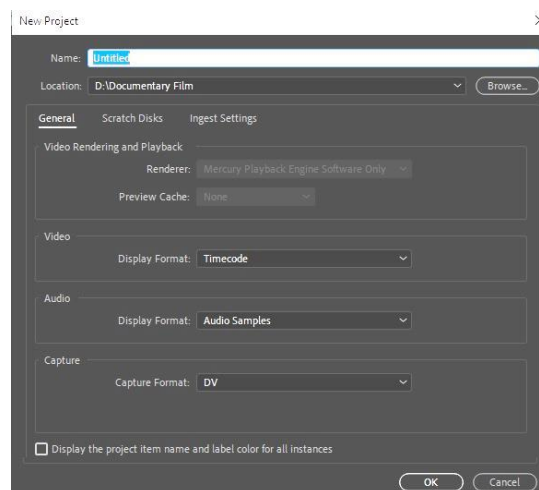 New Project
Name: Untitled
Location: D:\Documentary Film Browse...
General Scratch Disks Ingest Settings
Video Rendering and Playback
Renderer: Mercury Playback Engine Software Only
Preview Cache: None
Video
Display Format: Timecode
Audio
Display Format: Audio Samples
Capture
Capture Format: DV
Display the project item name and label color for all instances
OK Cancel